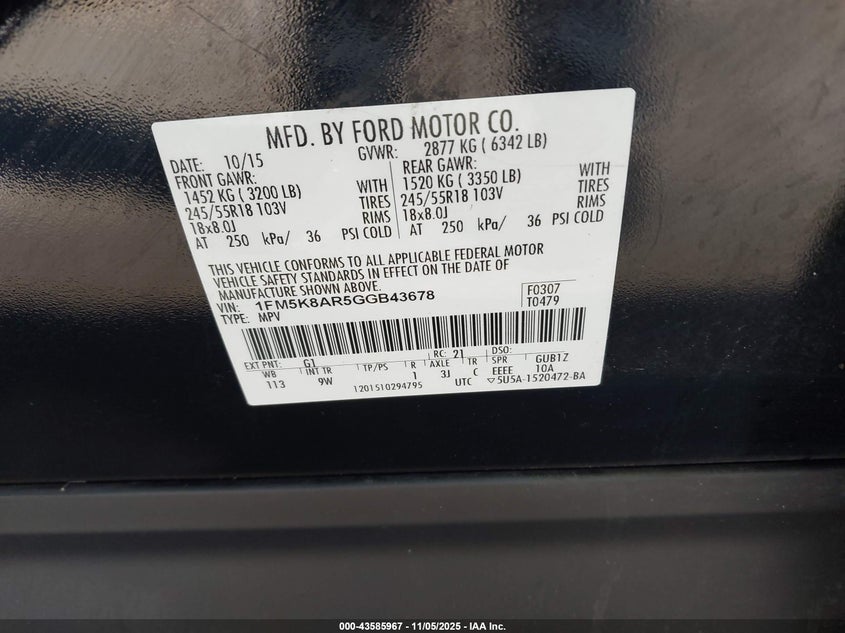 MFD. BY FORD MOTOR CO.
DATE: 10/15 GVWR: 2877 KG ( 6342 LB)
FRONT GAWR: REAR GAWR:
1452 KG ( 3200 LB) WITH 1520 KG ( 3350 LB) WITH
245/55R18 103V TIRES 245/55R18 103V TIRES
18x8.0J RIMS 18x8.0J RIMS
AT 250 kPa/ 36 PSI COLD AT 250 kPa/ 36 PSI COLD
THIS VEHICLE CONFORMS TO ALL APPLICABLE FEDERAL MOTOR
VEHICLE SAFETY STANDARDS IN EFFECT ON THE DATE OF
MANUFACTURE SHOWN ABOVE.
VIN: 1FM5K8AR5GGB43678 F0307
TYPE: MPV T0479
EXT PNT: G1 RC: 21 DSO:
WB INT TR TP/PS R AXLE TR SPR GUB1Z
113 9W 1 3J C EEEE 10A
1201510294795 UTC ▽5U5A-1520472-BA
000-43585967 - 11/05/2025 - IAA Inc.